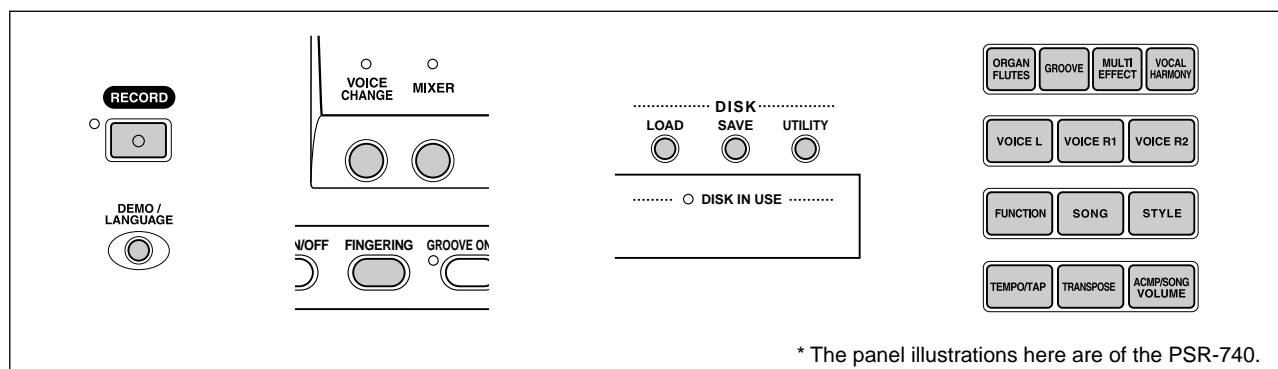 RECORD
DEMO /
LANGUAGE
VOICE
CHANGE
MIXER
N/OFF
FINGERING
GROOVE ON
DISK
LOAD
SAVE
UTILITY
DISK IN USE
ORGAN
FLUTES
GROOVE
MULTI
EFFECT
VOCAL
HARMONY
VOICE L
VOICE R1
VOICE R2
FUNCTION
SONG
STYLE
TEMPO/TAP
TRANSPOSE
ACMP/SONG
VOLUME
* The panel illustrations here are of the PSR-740.